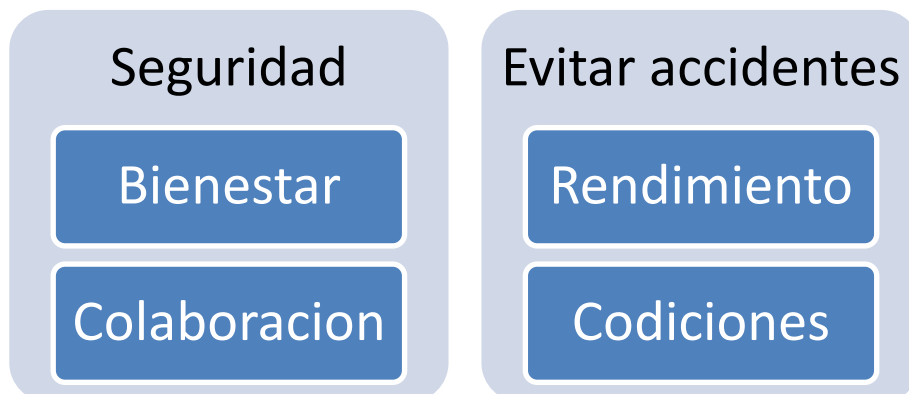 Seguridad
Bienestar
Colaboracion
Evitar accidentes
Rendimiento
Codiciones